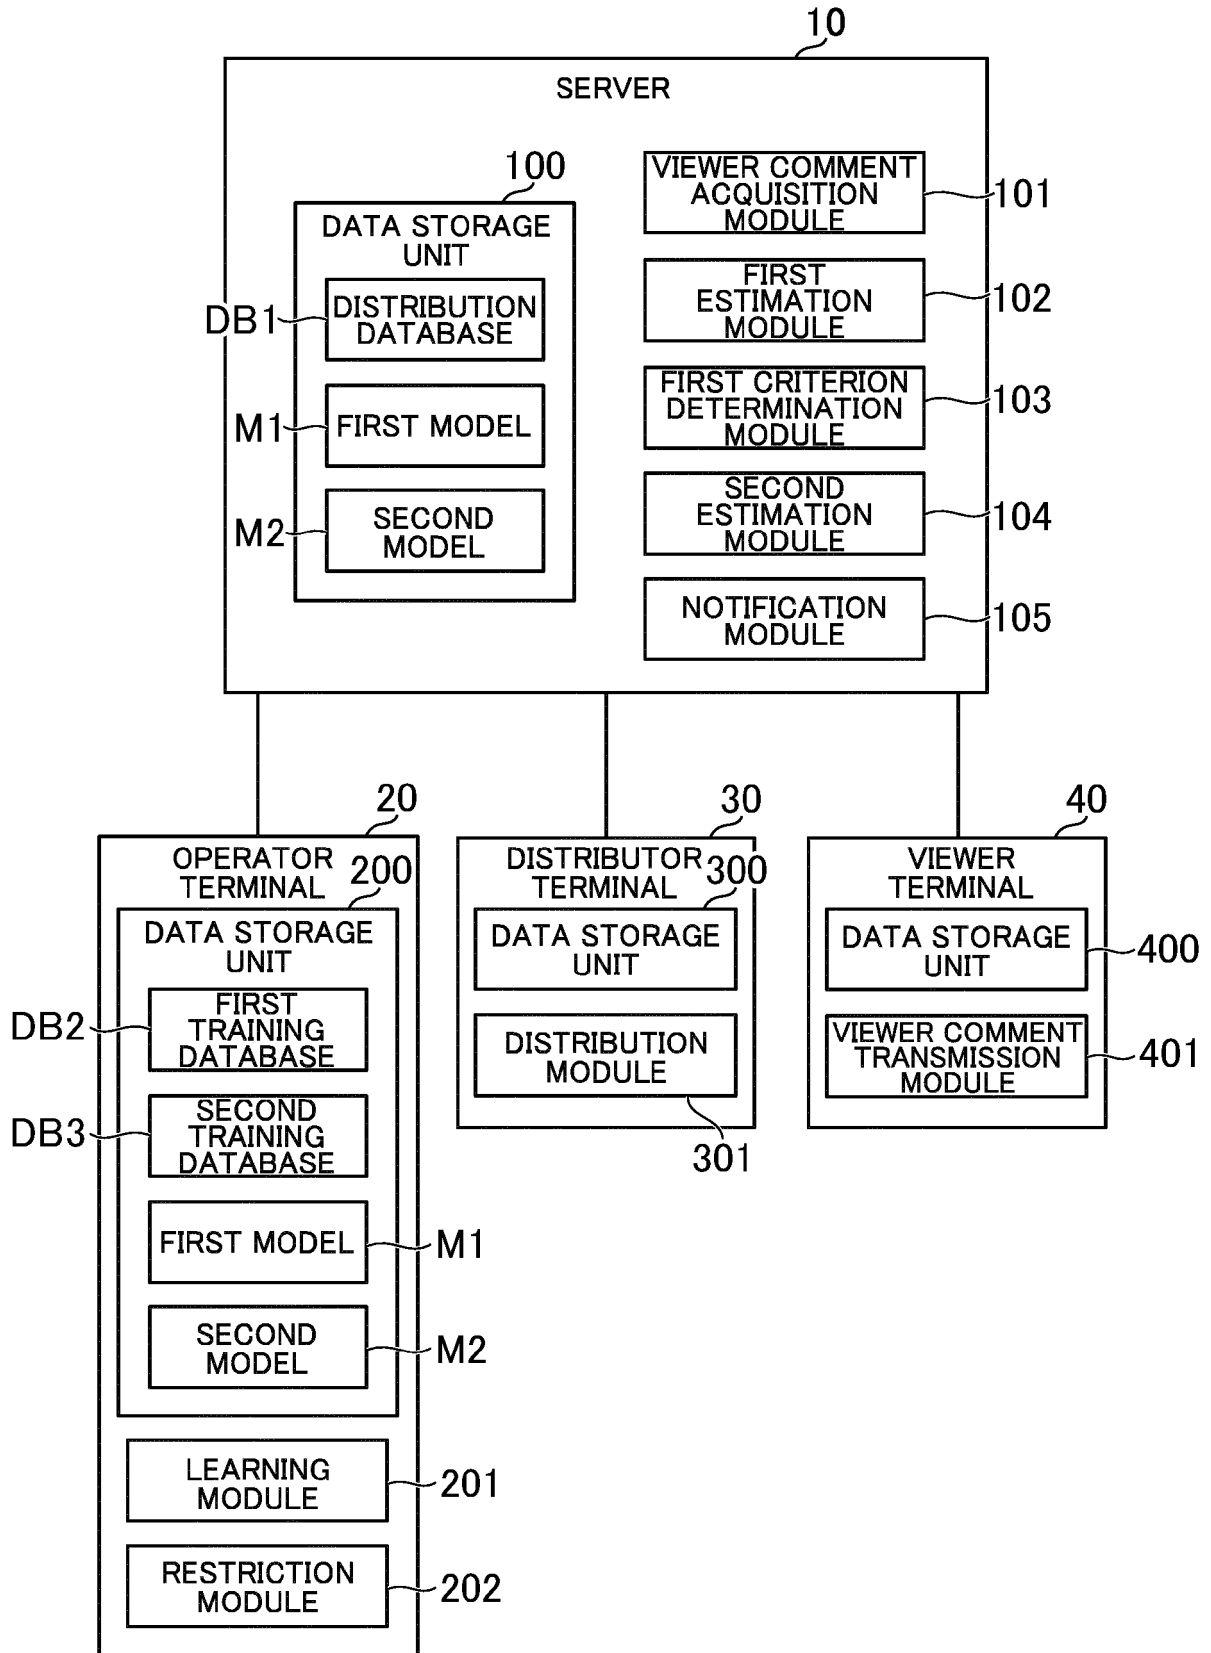 10
SERVER
100
DATA STORAGE
UNIT
DB1
DISTRIBUTION
DATABASE
M1
FIRST MODEL
M2
SECOND
MODEL
VIEWER COMMENT
ACQUISITION
MODULE
101
FIRST
ESTIMATION
MODULE
102
FIRST CRITERION
DETERMINATION
MODULE
103
SECOND
ESTIMATION
MODULE
104
NOTIFICATION
MODULE
105
20
OPERATOR
TERMINAL
200
DATA STORAGE
UNIT
DB2
FIRST
TRAINING
DATABASE
DB3
SECOND
TRAINING
DATABASE
FIRST MODEL
M1
SECOND
MODEL
M2
LEARNING
MODULE
201
RESTRICTION
MODULE
202
30
DISTRIBUTOR
TERMINAL
300
DATA STORAGE
UNIT
DISTRIBUTION
MODULE
301
40
VIEWER
TERMINAL
DATA STORAGE
UNIT
400
VIEWER COMMENT
TRANSMISSION
MODULE
401